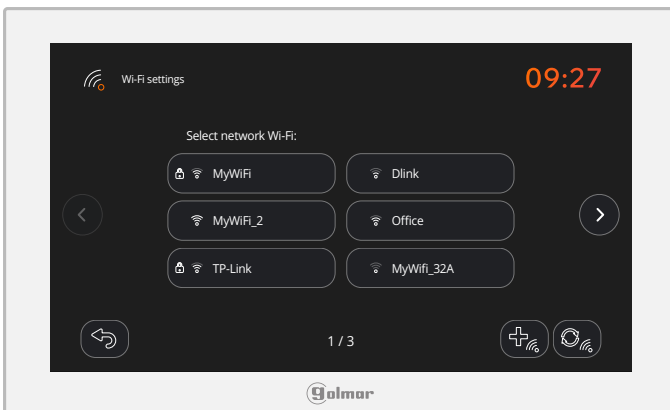 Wi-Fi settings
09:27
Select network Wi-Fi:
MyWiFi
Dlink
MyWiFi_2
Office
TP-Link
MyWifi_32A
1 / 3
golmar